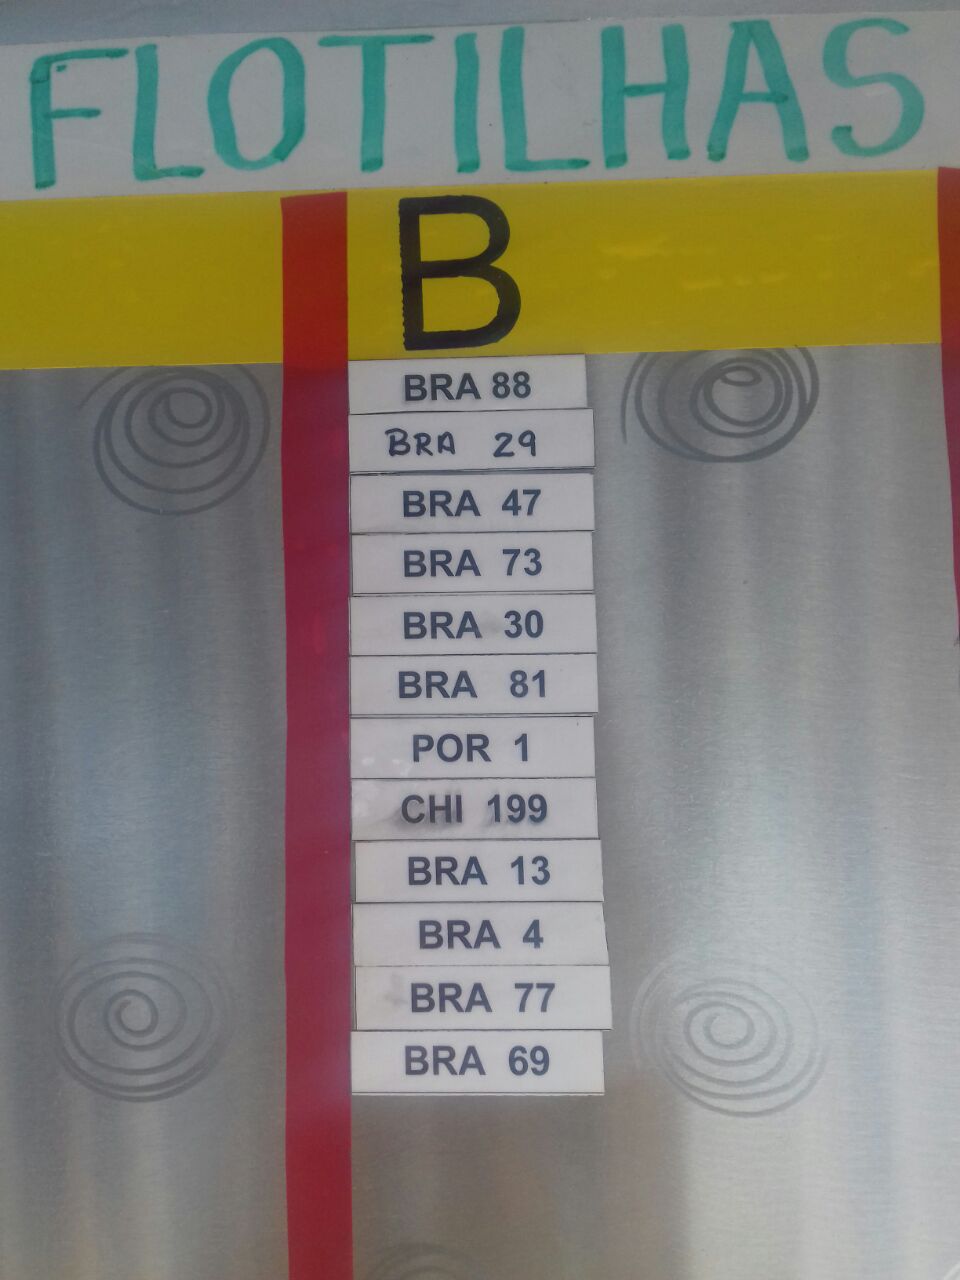 FLOTILHAS
B
BRA 88
BRA 29
BRA 47
BRA 73
BRA 30
BRA 81
POR 1
CHI 199
BRA 13
BRA 4
BRA 77
BRA 69